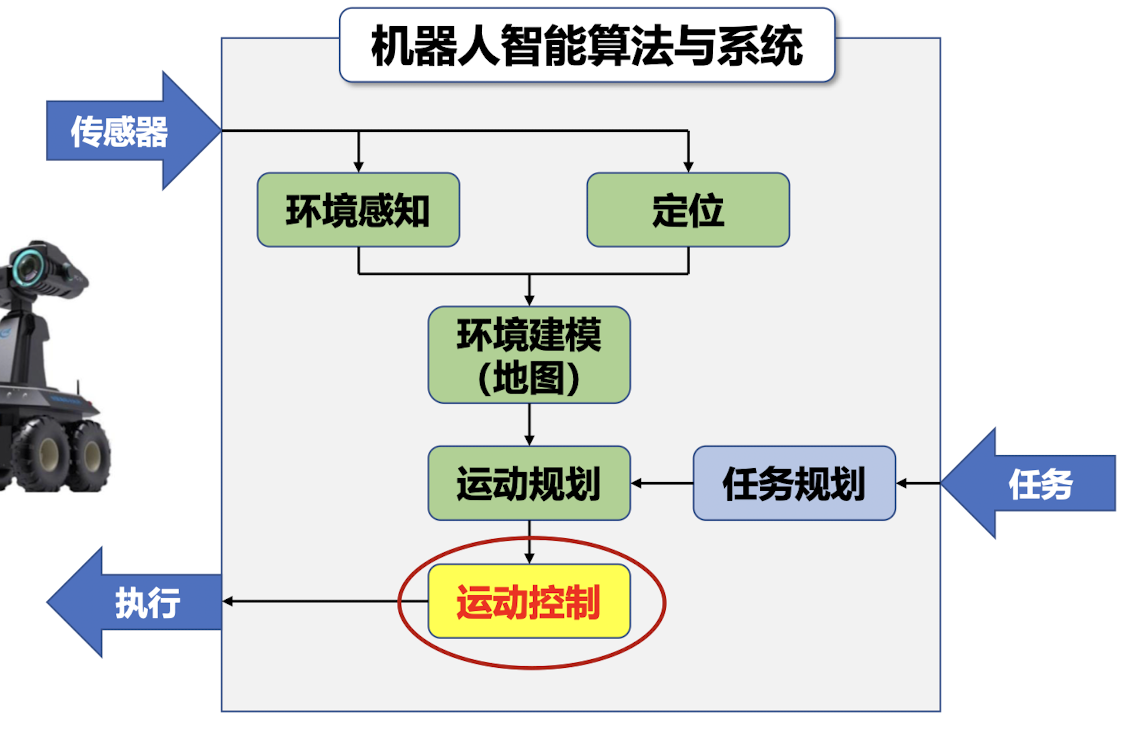 机器人智能算法与系统
传感器
环境感知
定位
环境建模
（地图）
运动规划
任务规划
任务
运动控制
执行